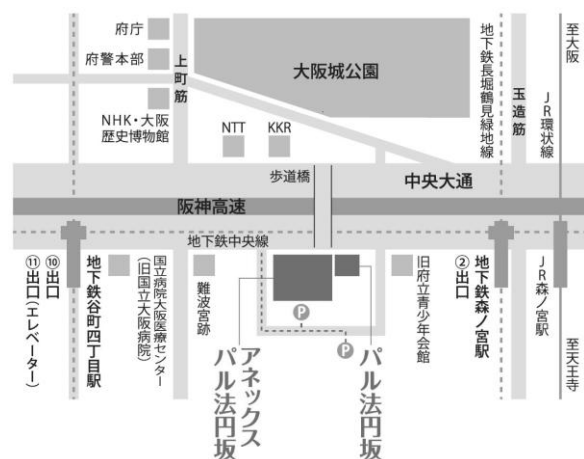 府庁
府警本部
NHK・大阪
歴史博物館
上町筋
大阪城公園
NTT
KKR
地下鉄長堀鶴見緑地線
玉造筋
JR環状線
至大阪
歩道橋
中央大通
阪神高速
地下鉄中央線
⑪出口(エレベーター)
⑩出口
地下鉄谷町四丁目駅
国立病院大阪医療センター
(旧国立大阪病院)
難波宮跡
P
P
アネックス
パル法円坂
パル法円坂
旧府立青少年会館
地下鉄森ノ宮駅
②出口
JR森ノ宮駅
至天王寺